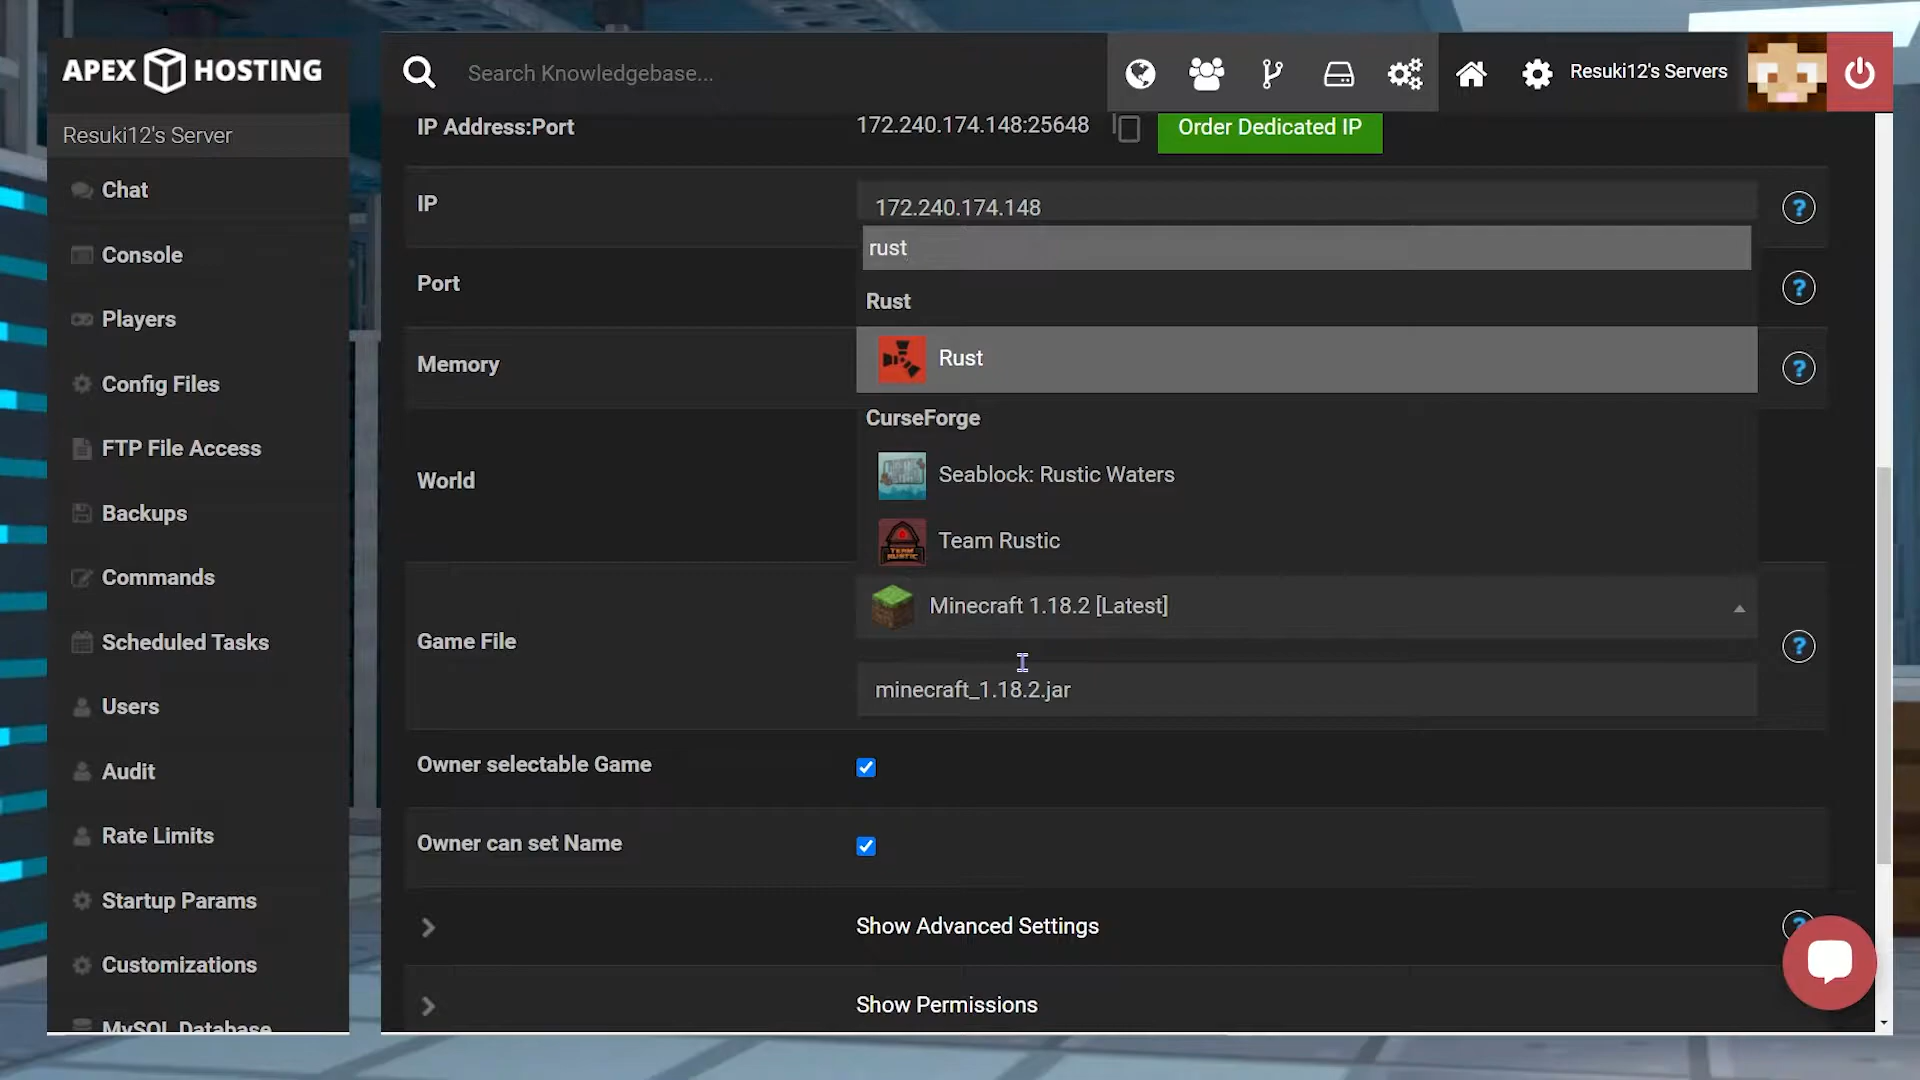 APEX HOSTING
Search Knowledgebase...
Resuki12's Servers
Resuki12's Server
Chat
Console
Players
Config Files
FTP File Access
Backups
Commands
Scheduled Tasks
Users
Audit
Rate Limits
Startup Params
Customizations
MySQL Database
IP Address:Port
172.240.174.148:25648
Order Dedicated IP
IP
172.240.174.148
?
rust
Port
Rust
?
Memory
Rust
?
CurseForge
World
Seablock: Rustic Waters
Team Rustic
Game File
Minecraft 1.18.2 [Latest]
minecraft_1.18.2.jar
?
Owner selectable Game
Owner can set Name
Show Advanced Settings
?
Show Permissions